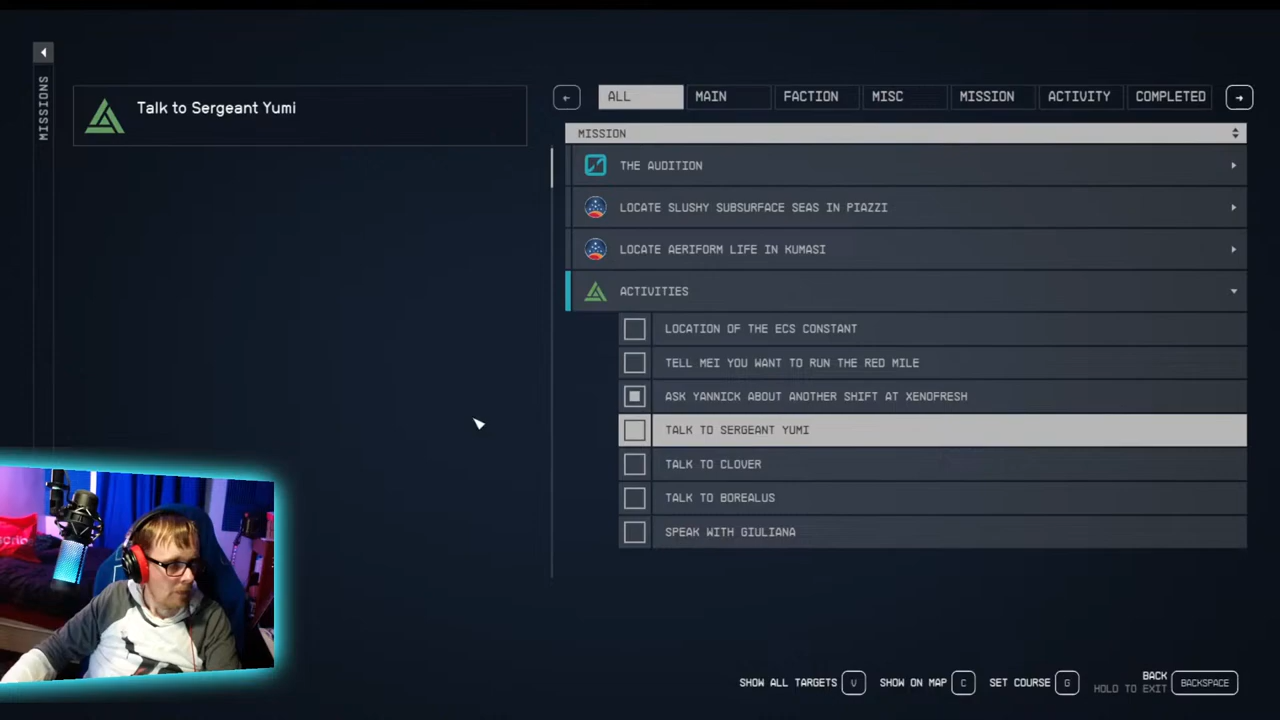 MISSIONS
Talk to Sergeant Yumi
ALL MAIN FACTION MISC MISSION ACTIVITY COMPLETED
MISSION
THE AUDITION
LOCATE SLUSHY SUBSURFACE SEAS IN PIAZZI
LOCATE AERIFORM LIFE IN KUMASI
ACTIVITIES
LOCATION OF THE ECS CONSTANT
TELL MEI YOU WANT TO RUN THE RED MILE
ASK YANNICK ABOUT ANOTHER SHIFT AT XENOFRESH
TALK TO SERGEANT YUMI
TALK TO CLOVER
TALK TO BOREALUS
SPEAK WITH GIULIANA
SHOW ALL TARGETS V SHOW ON MAP C SET COURSE G BACK BACKSPACE
HOLD TO EXIT